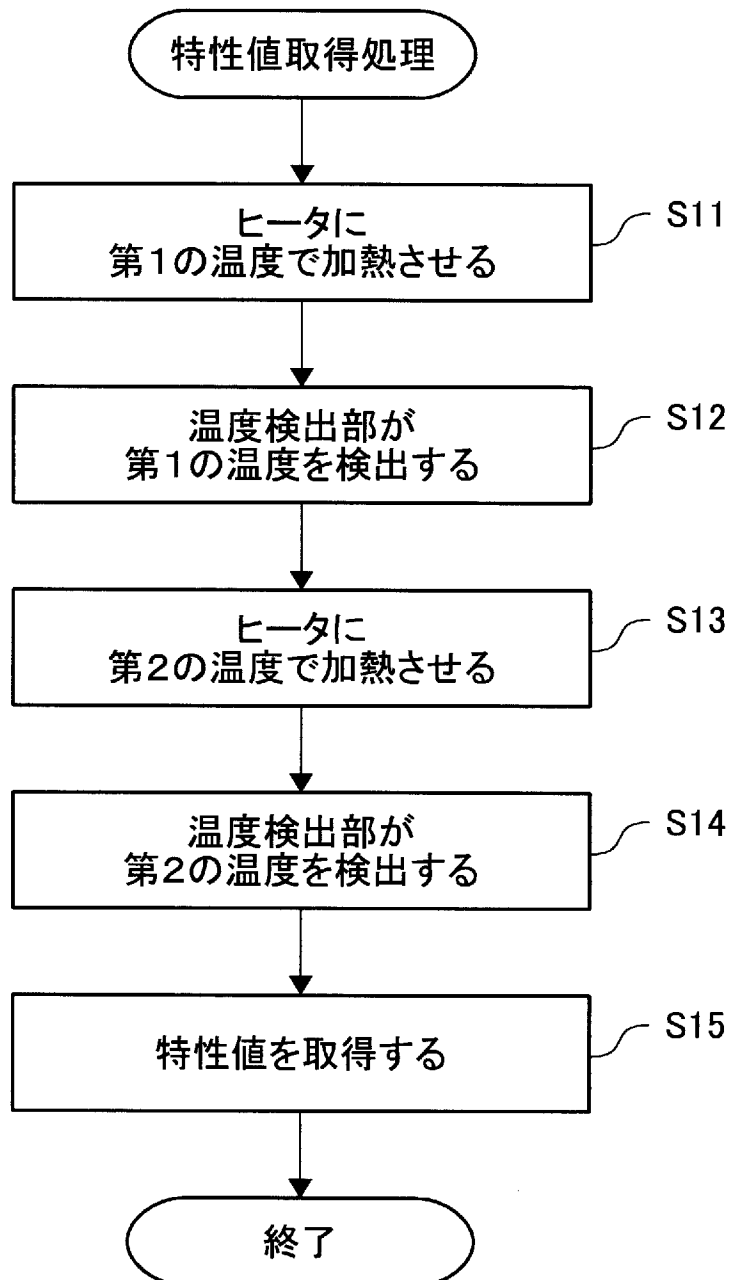 特性値取得処理
ヒータに
第1の温度で加熱させる
S11
温度検出部が
第1の温度を検出する
S12
ヒータに
第2の温度で加熱させる
S13
温度検出部が
第2の温度を検出する
S14
特性値を取得する
S15
終了